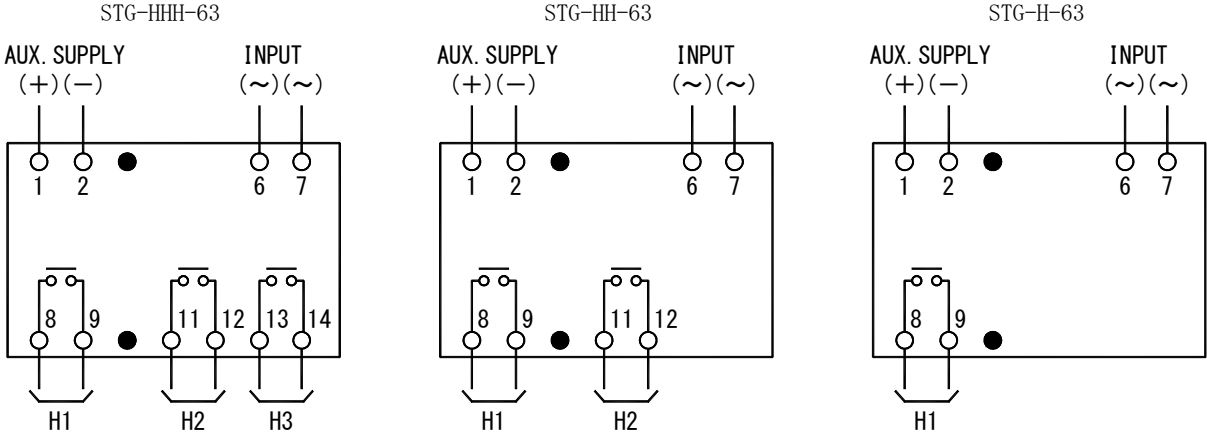 STG-HHH-63 STG-HH-63 STG-H-63
AUX. SUPPLY INPUT AUX. SUPPLY INPUT AUX. SUPPLY INPUT
(+)(−) (~)(~) (+)(−) (~)(~) (+)(−) (~)(~)
1 2 6 7 1 2 6 7 1 2 6 7
8 9 11 12 13 14 8 9 11 12 8 9
H1 H2 H3 H1 H2 H1